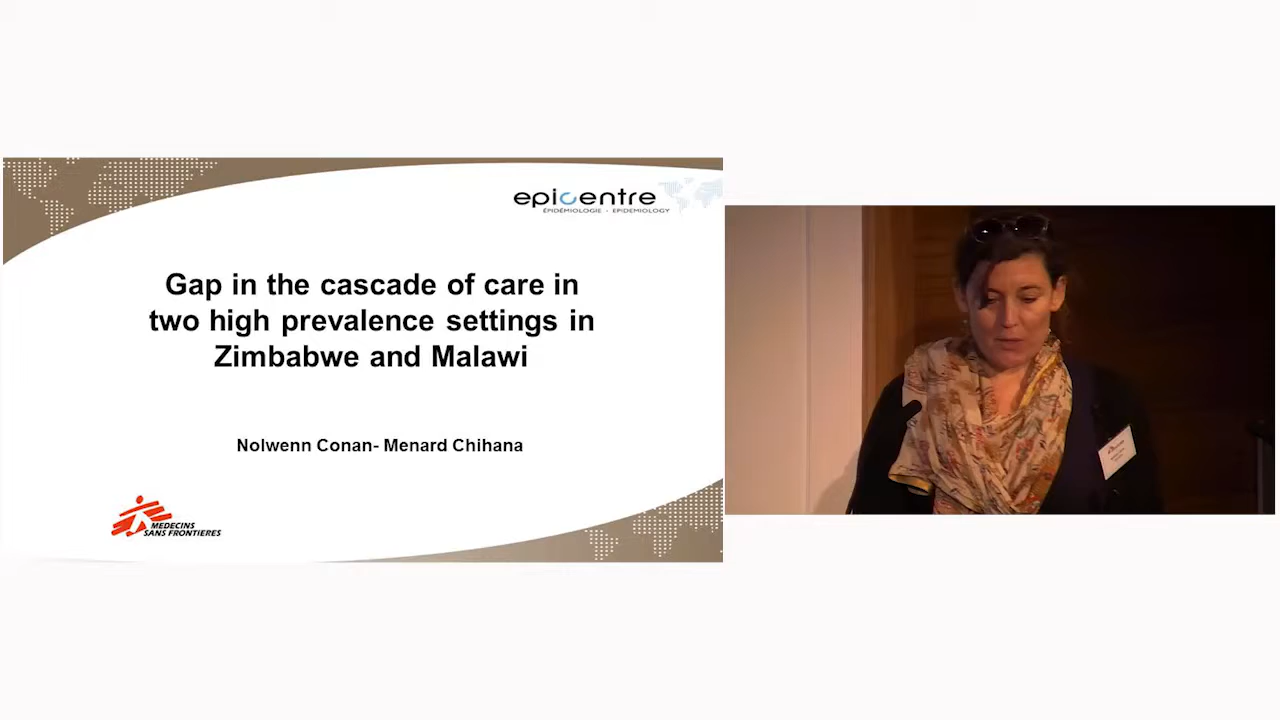 epicentre
ÉPIDÉMIOLOGIE - EPIDEMIOLOGY
Gap in the cascade of care in
two high prevalence settings in
Zimbabwe and Malawi
Nolwenn Conan- Menard Chihana
MEDECINS
SANS FRONTIERES